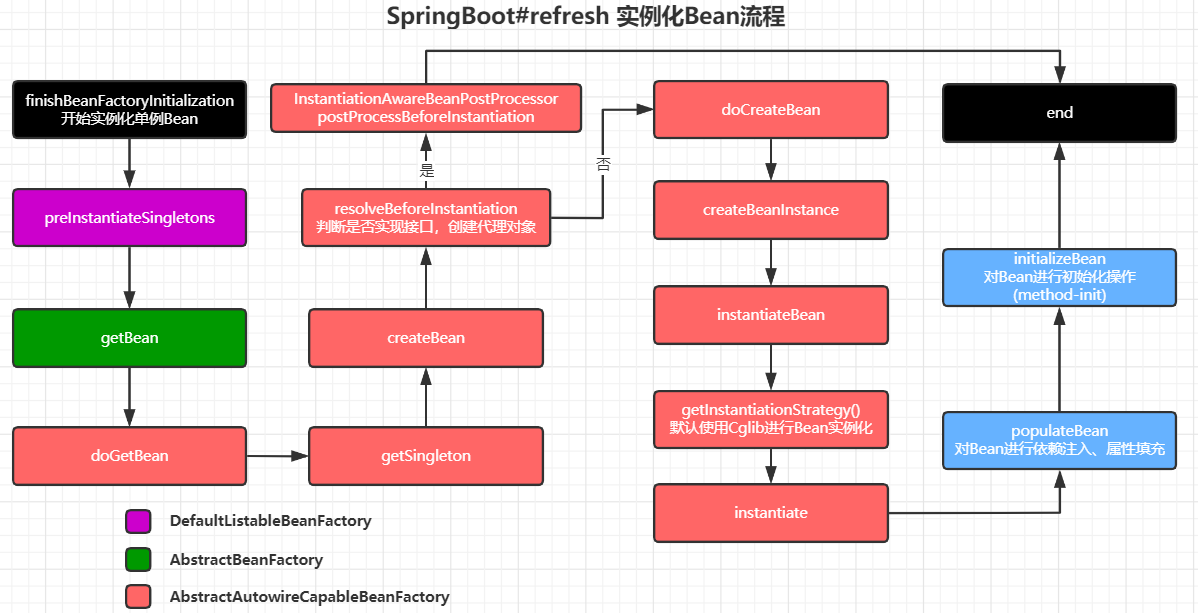 SpringBoot#refresh 实例化Bean流程
finishBeanFactoryInitialization
开始实例化单例Bean
preInstantiateSingletons
getBean
doGetBean
getSingleton
createBean
resolveBeforeInstantiation
判断是否实现接口，创建代理对象
是
否
InstantiationAwareBeanPostProcessor
postProcessBeforeInstantiation
doCreateBean
createBeanInstance
instantiateBean
getInstantiationStrategy()
默认使用Cglib进行Bean实例化
instantiate
populateBean
对Bean进行依赖注入、属性填充
initializeBean
对Bean进行初始化操作
(method-init)
end
DefaultListableBeanFactory
AbstractBeanFactory
AbstractAutowireCapableBeanFactory